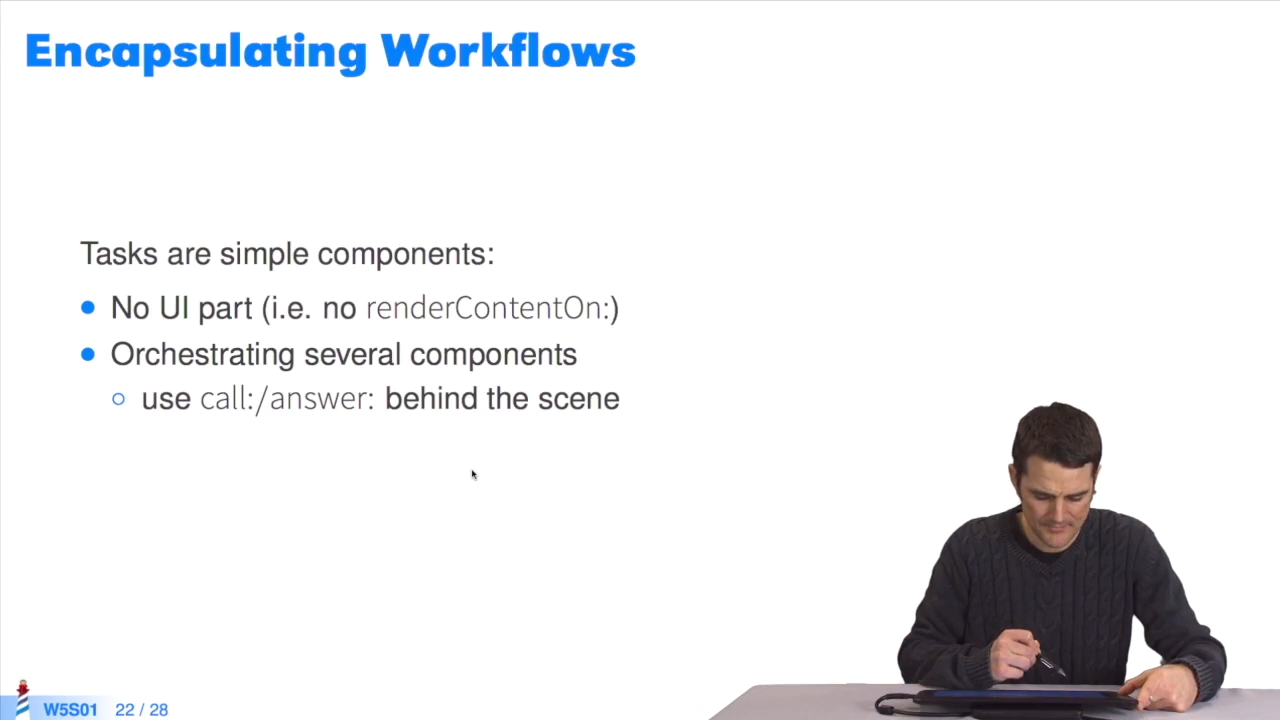 Encapsulating Workflows
Tasks are simple components:
No UI part (i.e. no renderContentOn:)
Orchestrating several components
use call:/answer: behind the scene
W5S01 22 / 28